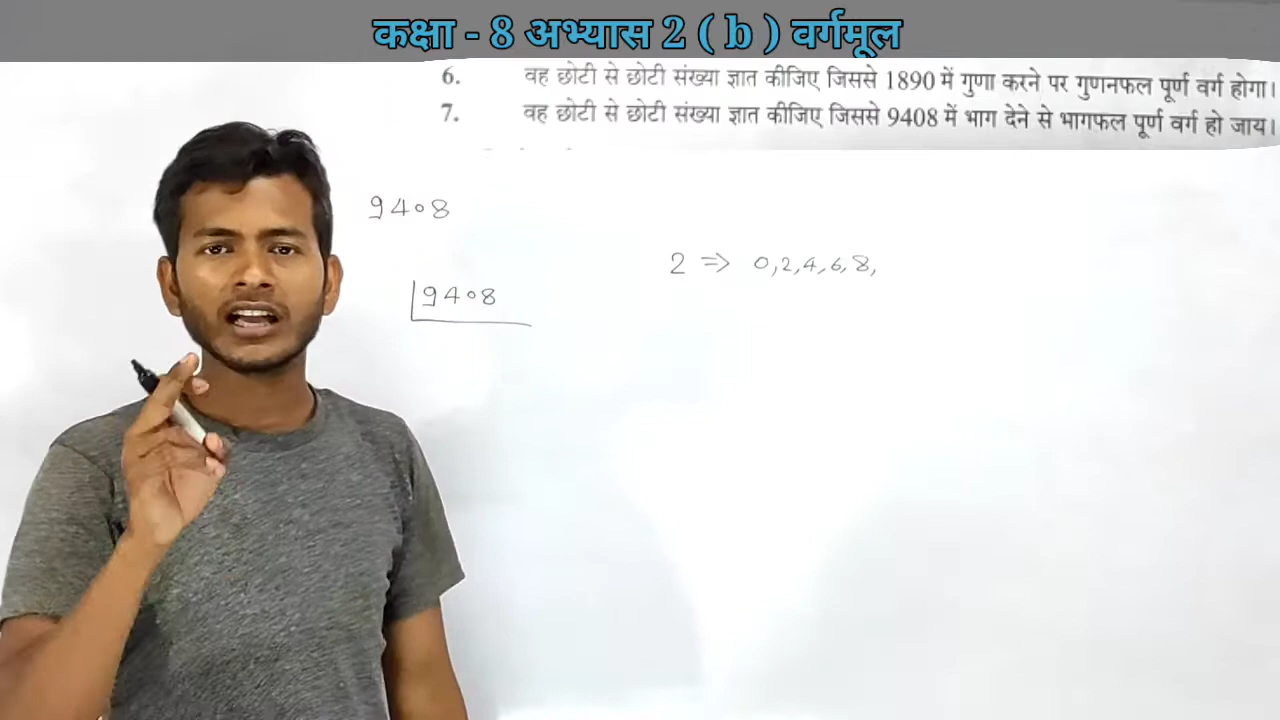 कक्षा - 8 अभ्यास 2 ( b ) वर्गमूल
6. वह छोटी से छोटी संख्या ज्ञात कीजिए जिससे 1890 में गुणा करने पर गुणनफल पूर्ण वर्ग होगा।
7. वह छोटी से छोटी संख्या ज्ञात कीजिए जिससे 9408 में भाग देने से भागफल पूर्ण वर्ग हो जाय।
9408
2 => 0,2,4,6,8,
9408